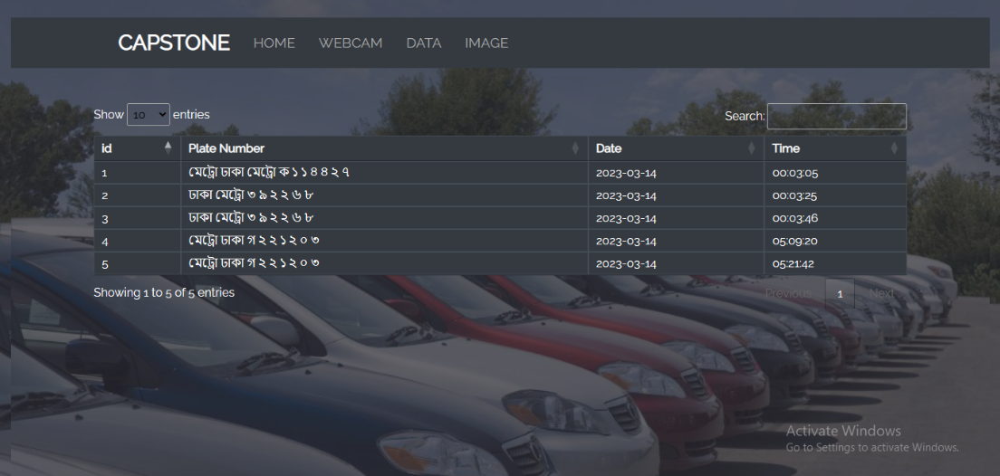 CAPSTONE HOME WEBCAM DATA IMAGE
Show 10 entries Search:
id Plate Number Date Time
1 মেট্রো ঢাকা মেট্রো ক ১ ১ ৪ ৪ ২ ৭ 2023-03-14 00:03:05
2 ঢাকা মেট্রো ৩ ৯ ২ ২ ৬ ৮ 2023-03-14 00:03:25
3 ঢাকা মেট্রো ৩ ৯ ২ ২ ৬ ৮ 2023-03-14 00:03:46
4 মেট্রো ঢাকা গ ২ ২ ১ ২ ০ ৩ 2023-03-14 05:09:20
5 মেট্রো ঢাকা গ ২ ২ ১ ২ ০ ৩ 2023-03-14 05:21:42
Showing 1 to 5 of 5 entries Previous 1 Next
Activate Windows
Go to Settings to activate Windows.